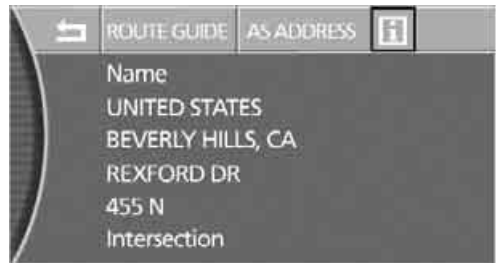 ROUTE GUIDE AS ADDRESS i
Name
UNITED STATES
BEVERLY HILLS, CA
REXFORD DR
455 N
Intersection